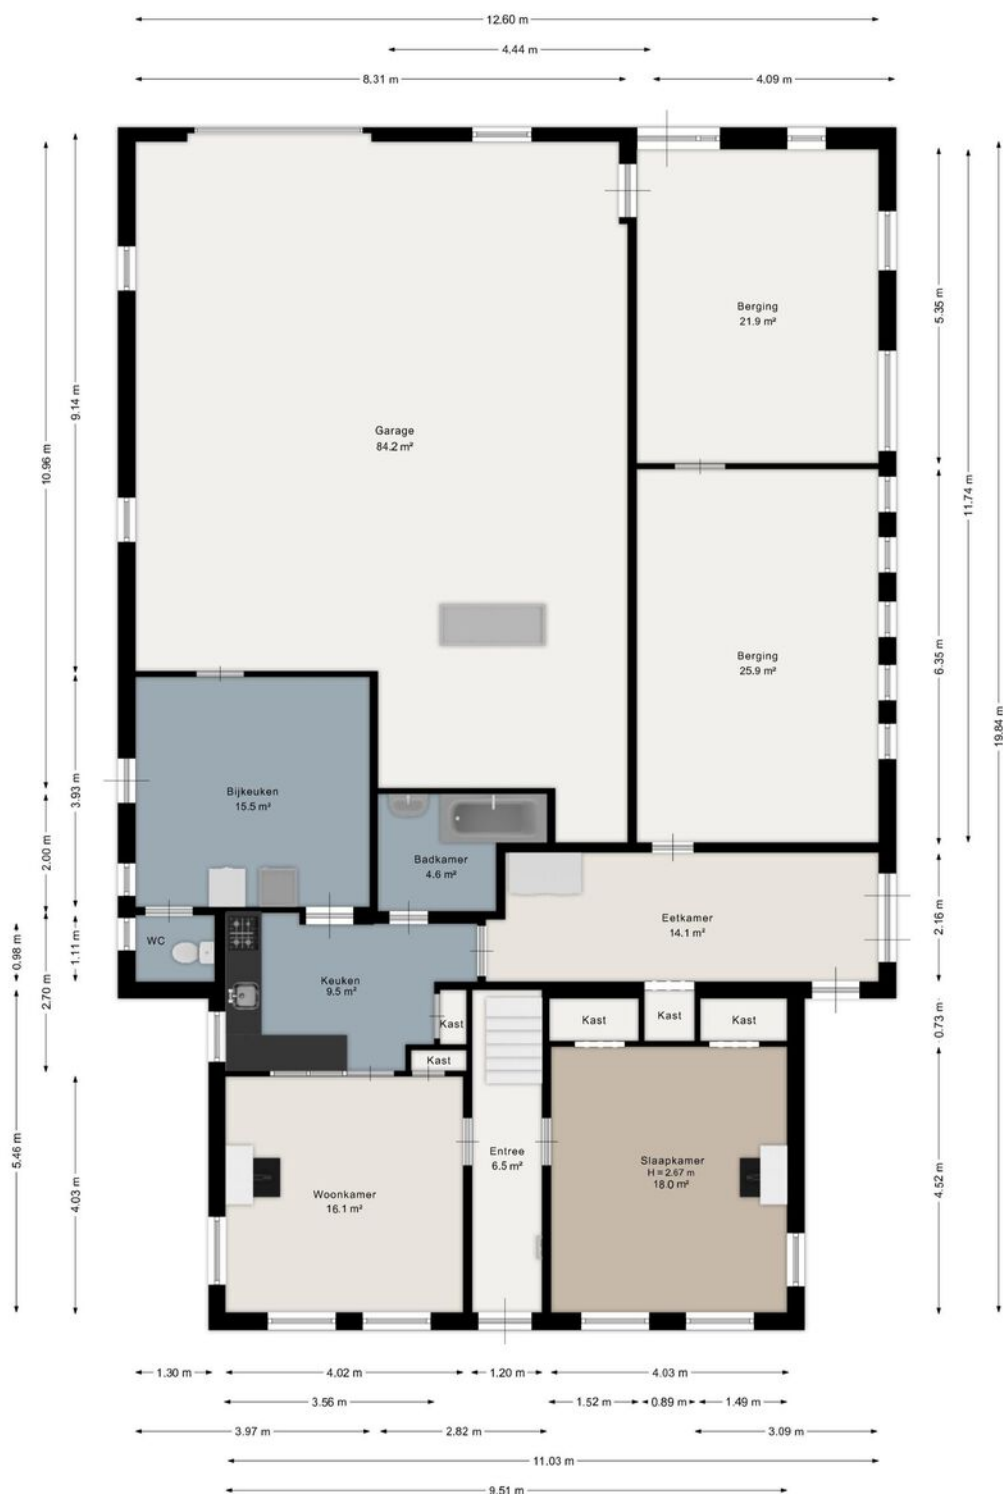 12.60 m
4.44 m
8.31 m
4.09 m
10.96 m
9.14 m
5.35 m
11.74 m
19.84 m
Berging
21.9 m²
Garage
84.2 m²
6.35 m
Berging
25.9 m²
Bijkeuken
15.5 m²
3.93 m
2.00 m
Badkamer
4.6 m²
Eetkamer
14.1 m²
2.16 m
WC
0.98 m
1.11 m
2.70 m
Keuken
9.5 m²
Kast
Kast
Kast
Kast
Kast
0.73 m
5.46 m
4.03 m
Woonkamer
16.1 m²
Entree
6.5 m²
Slaapkamer
H = 2.67 m
18.0 m²
4.52 m
1.30 m
4.02 m
1.20 m
4.03 m
3.56 m
1.52 m
0.89 m
1.49 m
3.97 m
2.82 m
3.09 m
11.03 m
9.51 m